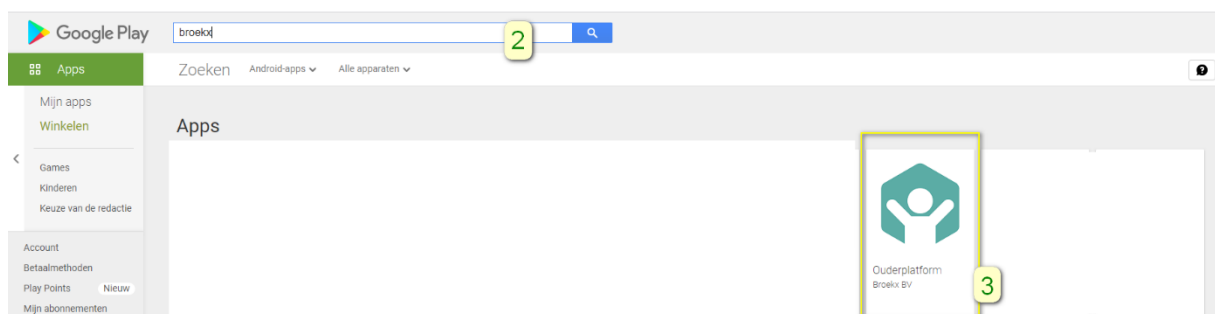 Google Play
broekx
2
Apps
Zoeken Android-apps Alle apparaten
Mijn apps
Winkelen
Apps
Games
Kinderen
Keuze van de redactie
Account
Betaalmethoden
Play Points Nieuw
Mijn abonnementen
Ouderplatform
Broekx BV
3